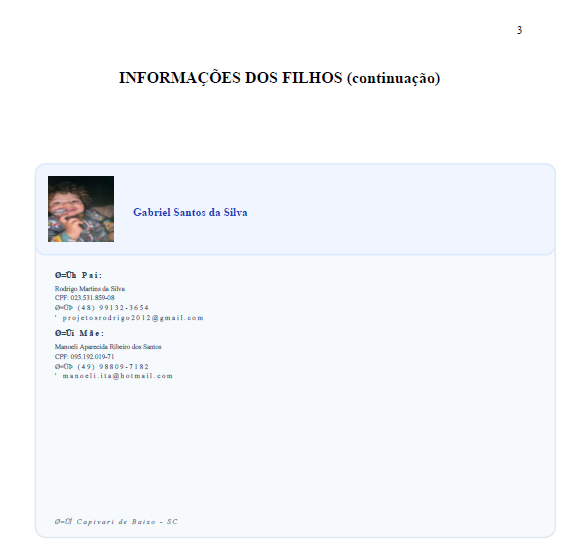 3
INFORMAÇÕES DOS FILHOS (continuação)
Gabriel Santos da Silva
Ø=Üh Pai:
Rodrigo Martins da Silva
CPF: 023.531.859-08
Ø=ÜÞ (48) 99132-3654
' projetosrodrigo2012@gmail.com
Ø=Üi Mãe:
Manoeli Aparecida Ribeiro dos Santos
CPF: 095.192.019-71
Ø=ÜÞ (49) 98809-7182
' manoeli.ita@hotmail.com
Ø=ÜÍ Capivari de Baixo - SC